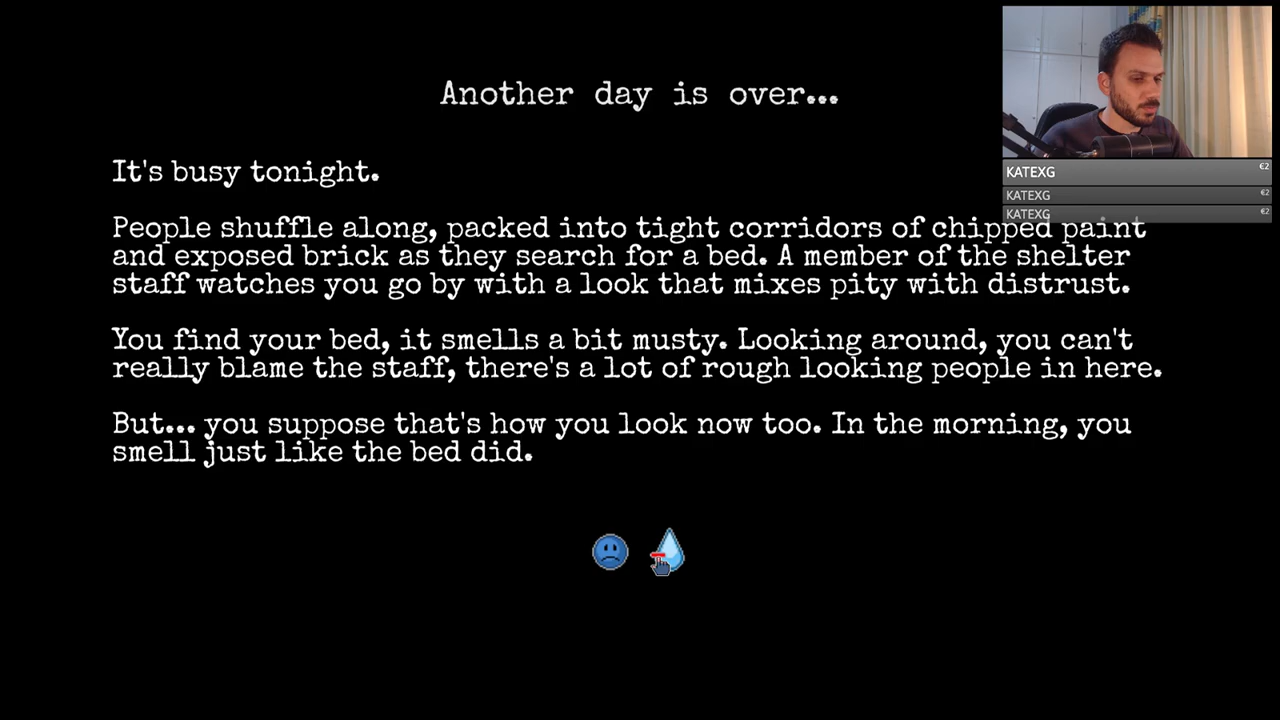 Another day is over...
KATEXG €2
KATEXG €2
KATEXG €2
It's busy tonight.
People shuffle along, packed into tight corridors of chipped paint
and exposed brick as they search for a bed. A member of the shelter
staff watches you go by with a look that mixes pity with distrust.
You find your bed, it smells a bit musty. Looking around, you can't
really blame the staff, there's a lot of rough looking people in here.
But... you suppose that's how you look now too. In the morning, you
smell just like the bed did.